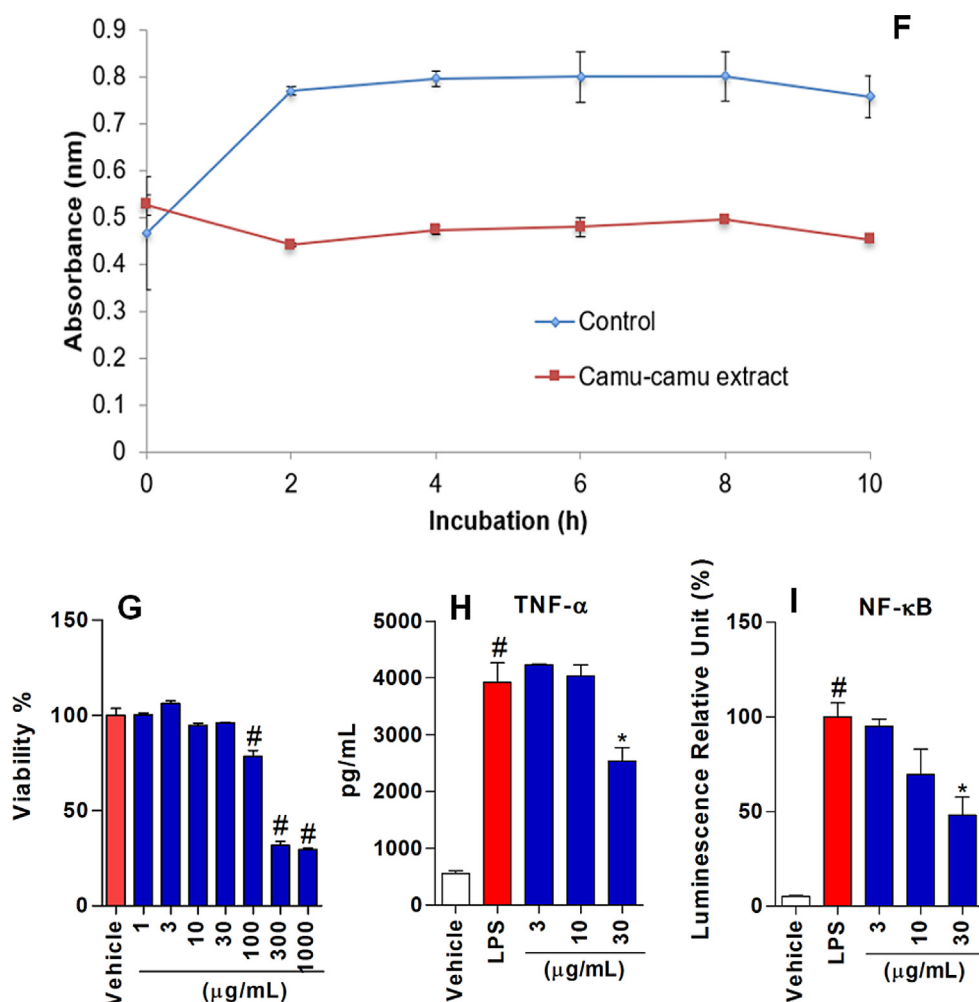 F
0.9
0.8
0.7
0.6
0.5
0.4
0.3
0.2
0.1
0
Absorbance (nm)
Control
Camu-camu extract
0 2 4 6 8 10
Incubation (h)
G
150
100
50
0
Viability %
# # #
Vehicle 1 3 10 30 100 300 1000
(μg/mL)
H TNF-α
5000
4000
3000
2000
1000
0
pg/mL
# *
Vehicle LPS 3 10 30
(μg/mL)
I NF-κB
150
100
50
0
Luminescence Relative Unit (%)
# *
Vehicle LPS 3 10 30
(μg/mL)